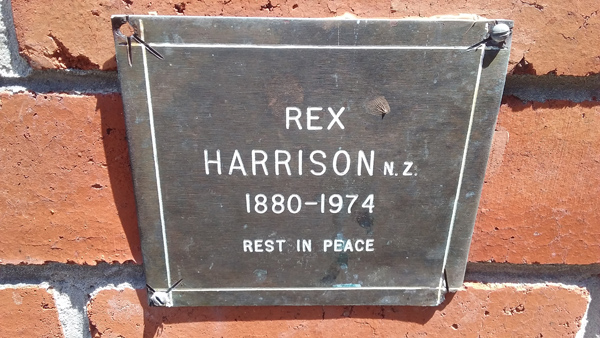 REX
HARRISON N.Z.
1880-1974
REST IN PEACE